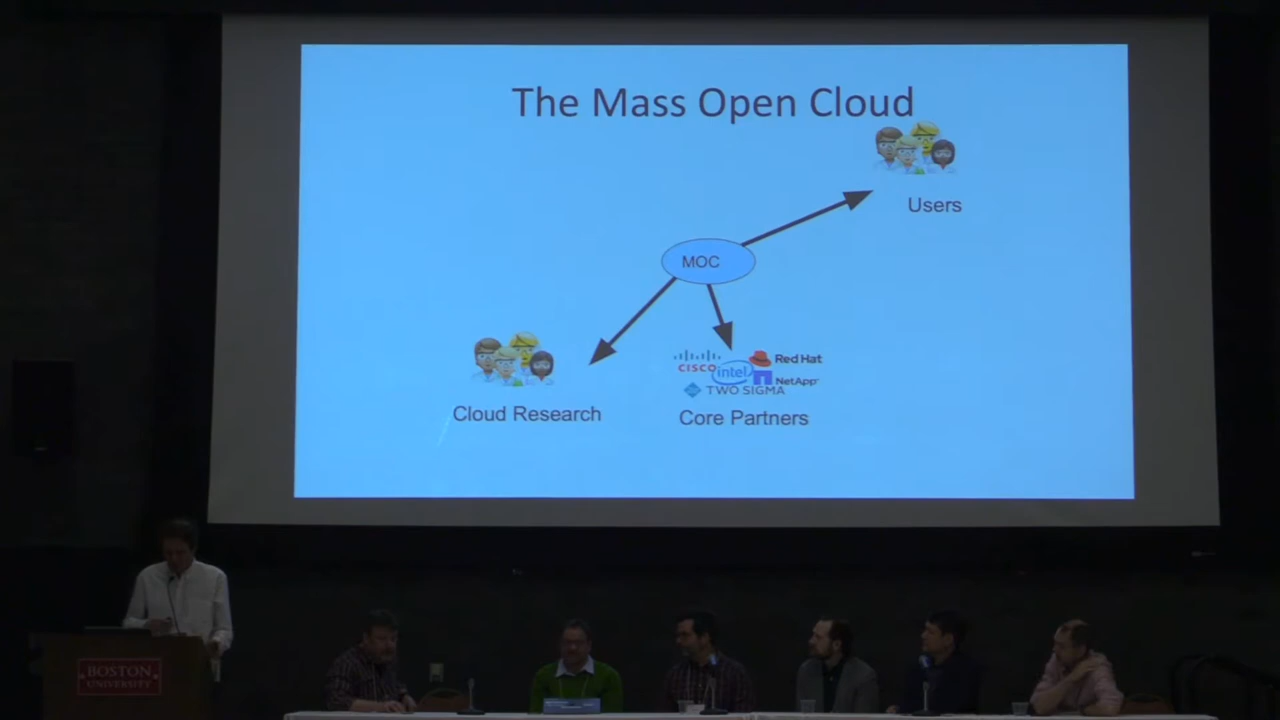 The Mass Open Cloud
Users
MOC
CISCO
intel
Red Hat
NetApp
TWO SIGMA
Cloud Research
Core Partners
BOSTON
UNIVERSITY